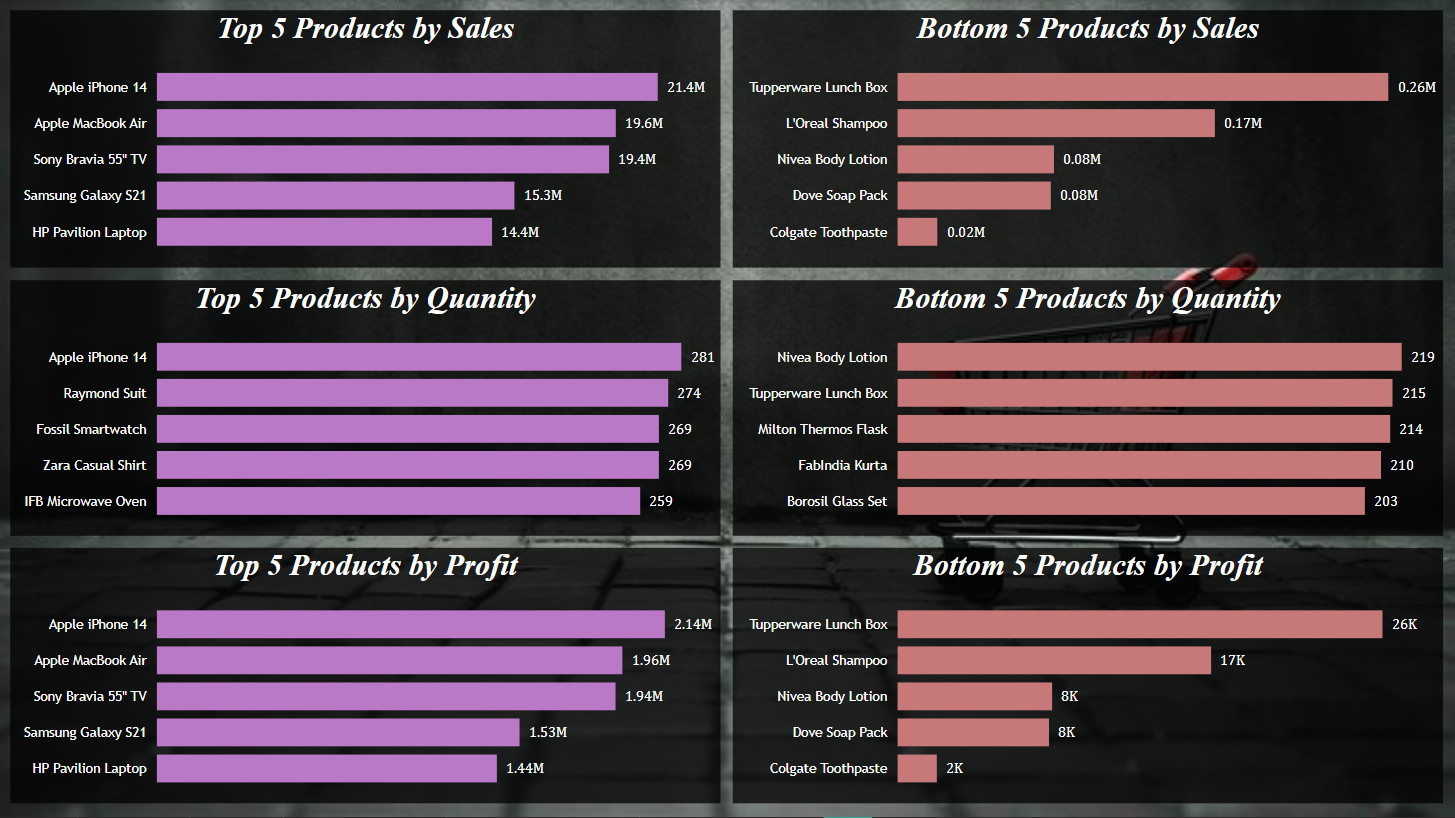 Top 5 Products by Sales
Apple iPhone 14 21.4M
Apple MacBook Air 19.6M
Sony Bravia 55" TV 19.4M
Samsung Galaxy S21 15.3M
HP Pavilion Laptop 14.4M
Bottom 5 Products by Sales
Tupperware Lunch Box 0.26M
L'Oreal Shampoo 0.17M
Nivea Body Lotion 0.08M
Dove Soap Pack 0.08M
Colgate Toothpaste 0.02M
Top 5 Products by Quantity
Apple iPhone 14 281
Raymond Suit 274
Fossil Smartwatch 269
Zara Casual Shirt 269
IFB Microwave Oven 259
Bottom 5 Products by Quantity
Nivea Body Lotion 219
Tupperware Lunch Box 215
Milton Thermos Flask 214
FabIndia Kurta 210
Borosil Glass Set 203
Top 5 Products by Profit
Apple iPhone 14 2.14M
Apple MacBook Air 1.96M
Sony Bravia 55" TV 1.94M
Samsung Galaxy S21 1.53M
HP Pavilion Laptop 1.44M
Bottom 5 Products by Profit
Tupperware Lunch Box 26K
L'Oreal Shampoo 17K
Nivea Body Lotion 8K
Dove Soap Pack 8K
Colgate Toothpaste 2K